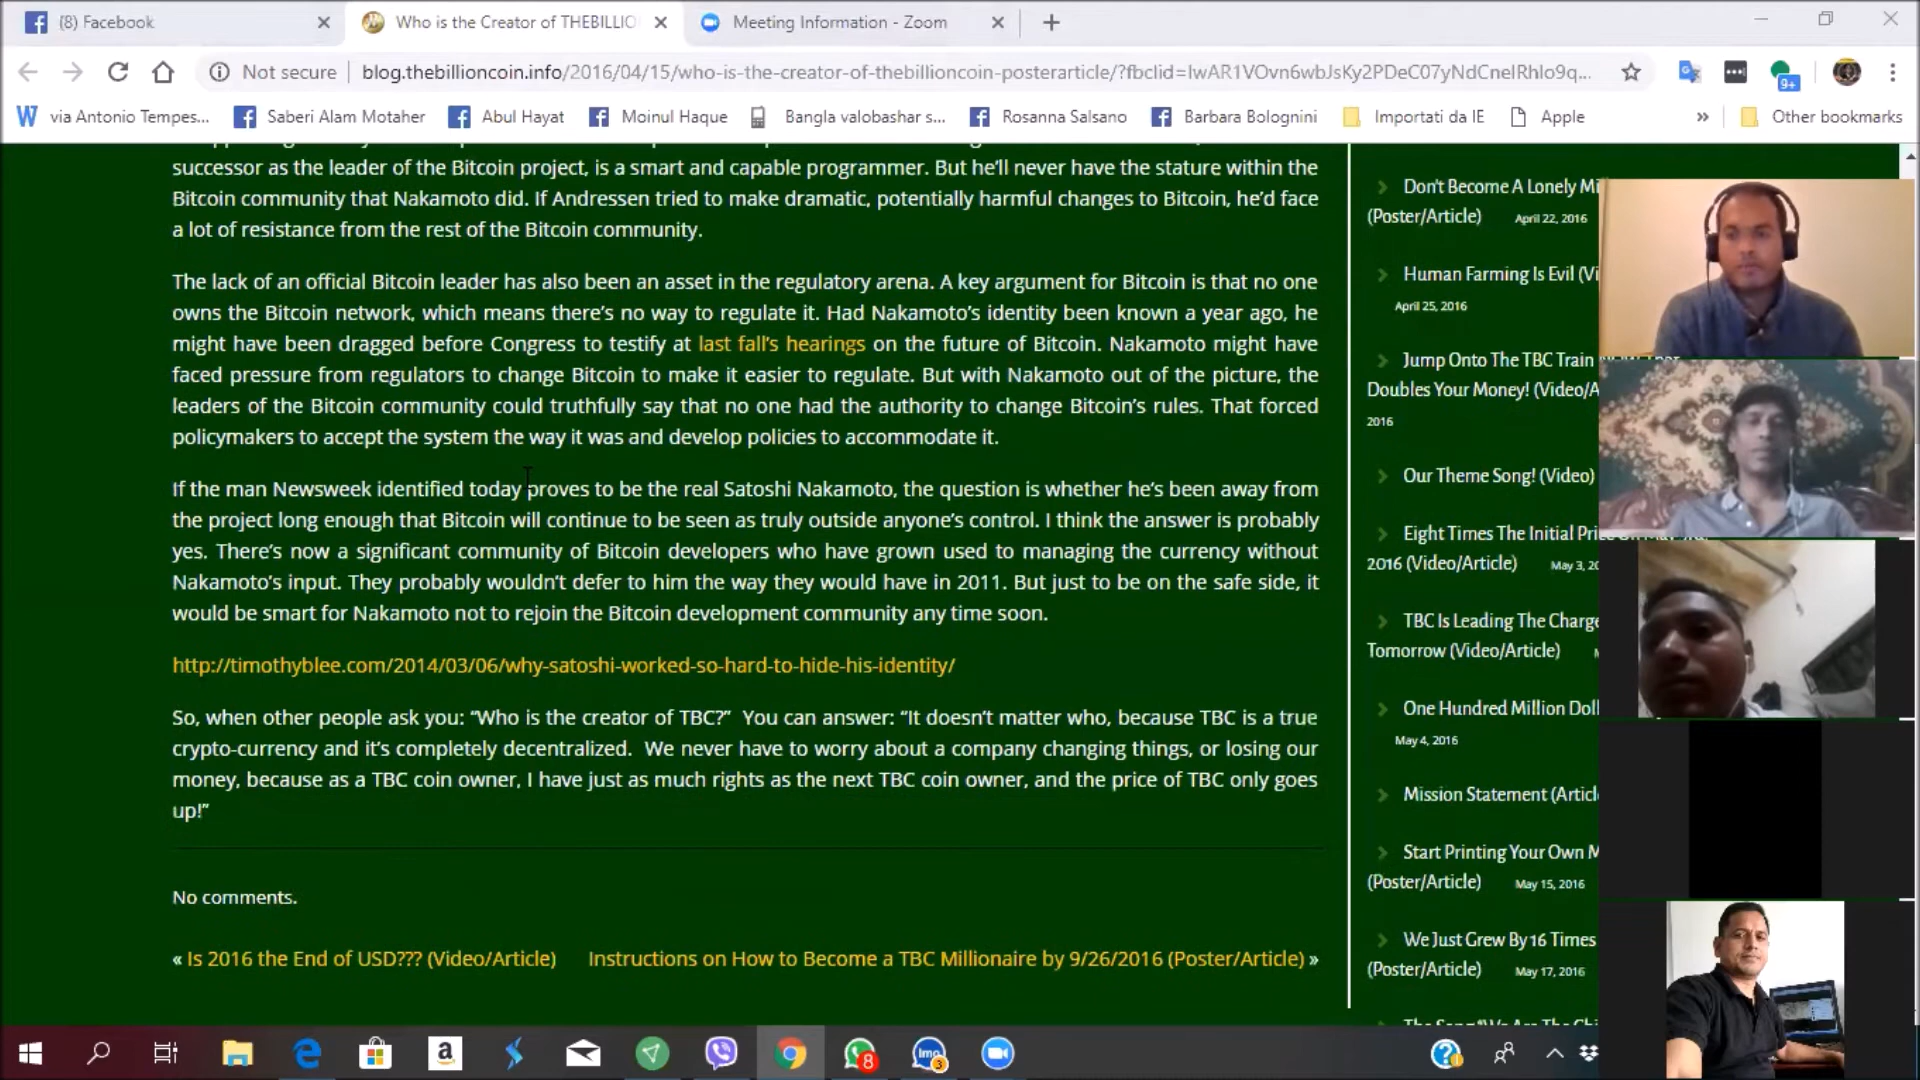 (8) Facebook
Who is the Creator of THEBILLIO
Meeting Information - Zoom
Not secure
blog.thebillioncoin.info/2016/04/15/who-is-the-creator-of-thebillioncoin-posterarticle/?fbclid=IwAR1VOvn6wbJsKy2PDeC07yNdCnelRhlo9q...
9+
via Antonio Tempes...
Saberi Alam Motaher
Abul Hayat
Moinul Haque
Bangla valobashar s...
Rosanna Salsano
Barbara Bolognini
Importati da IE
Apple
»
Other bookmarks
successor as the leader of the Bitcoin project, is a smart and capable programmer. But he'll never have the stature within the
Bitcoin community that Nakamoto did. If Andressen tried to make dramatic, potentially harmful changes to Bitcoin, he'd face
a lot of resistance from the rest of the Bitcoin community.
The lack of an official Bitcoin leader has also been an asset in the regulatory arena. A key argument for Bitcoin is that no one
owns the Bitcoin network, which means there's no way to regulate it. Had Nakamoto's identity been known a year ago, he
might have been dragged before Congress to testify at last fall's hearings on the future of Bitcoin. Nakamoto might have
faced pressure from regulators to change Bitcoin to make it easier to regulate. But with Nakamoto out of the picture, the
leaders of the Bitcoin community could truthfully say that no one had the authority to change Bitcoin's rules. That forced
policymakers to accept the system the way it was and develop policies to accommodate it.
If the man Newsweek identified today proves to be the real Satoshi Nakamoto, the question is whether he's been away from
the project long enough that Bitcoin will continue to be seen as truly outside anyone's control. I think the answer is probably
yes. There's now a significant community of Bitcoin developers who have grown used to managing the currency without
Nakamoto's input. They probably wouldn't defer to him the way they would have in 2011. But just to be on the safe side, it
would be smart for Nakamoto not to rejoin the Bitcoin development community any time soon.
http://timothyblee.com/2014/03/06/why-satoshi-worked-so-hard-to-hide-his-identity/
So, when other people ask you: "Who is the creator of TBC?" You can answer: "It doesn't matter who, because TBC is a true
crypto-currency and it's completely decentralized. We never have to worry about a company changing things, or losing our
money, because as a TBC coin owner, I have just as much rights as the next TBC coin owner, and the price of TBC only goes
up!"
No comments.
« Is 2016 the End of USD??? (Video/Article)
Instructions on How to Become a TBC Millionaire by 9/26/2016 (Poster/Article) »
Don't Become A Lonely Mi
(Poster/Article) April 22, 2016
Human Farming Is Evil (Vi
April 25, 2016
Jump Onto The TBC Train
Doubles Your Money! (Video/A
2016
Our Theme Song! (Video)
Eight Times The Initial Pri
2016 (Video/Article) May 3, 20
TBC Is Leading The Charge
Tomorrow (Video/Article)
One Hundred Million Doll
May 4, 2016
Mission Statement (Articl
Start Printing Your Own M
(Poster/Article) May 15, 2016
We Just Grew By 16 Times
(Poster/Article) May 17, 2016
The Song "We Are The Chi
8
imo
3